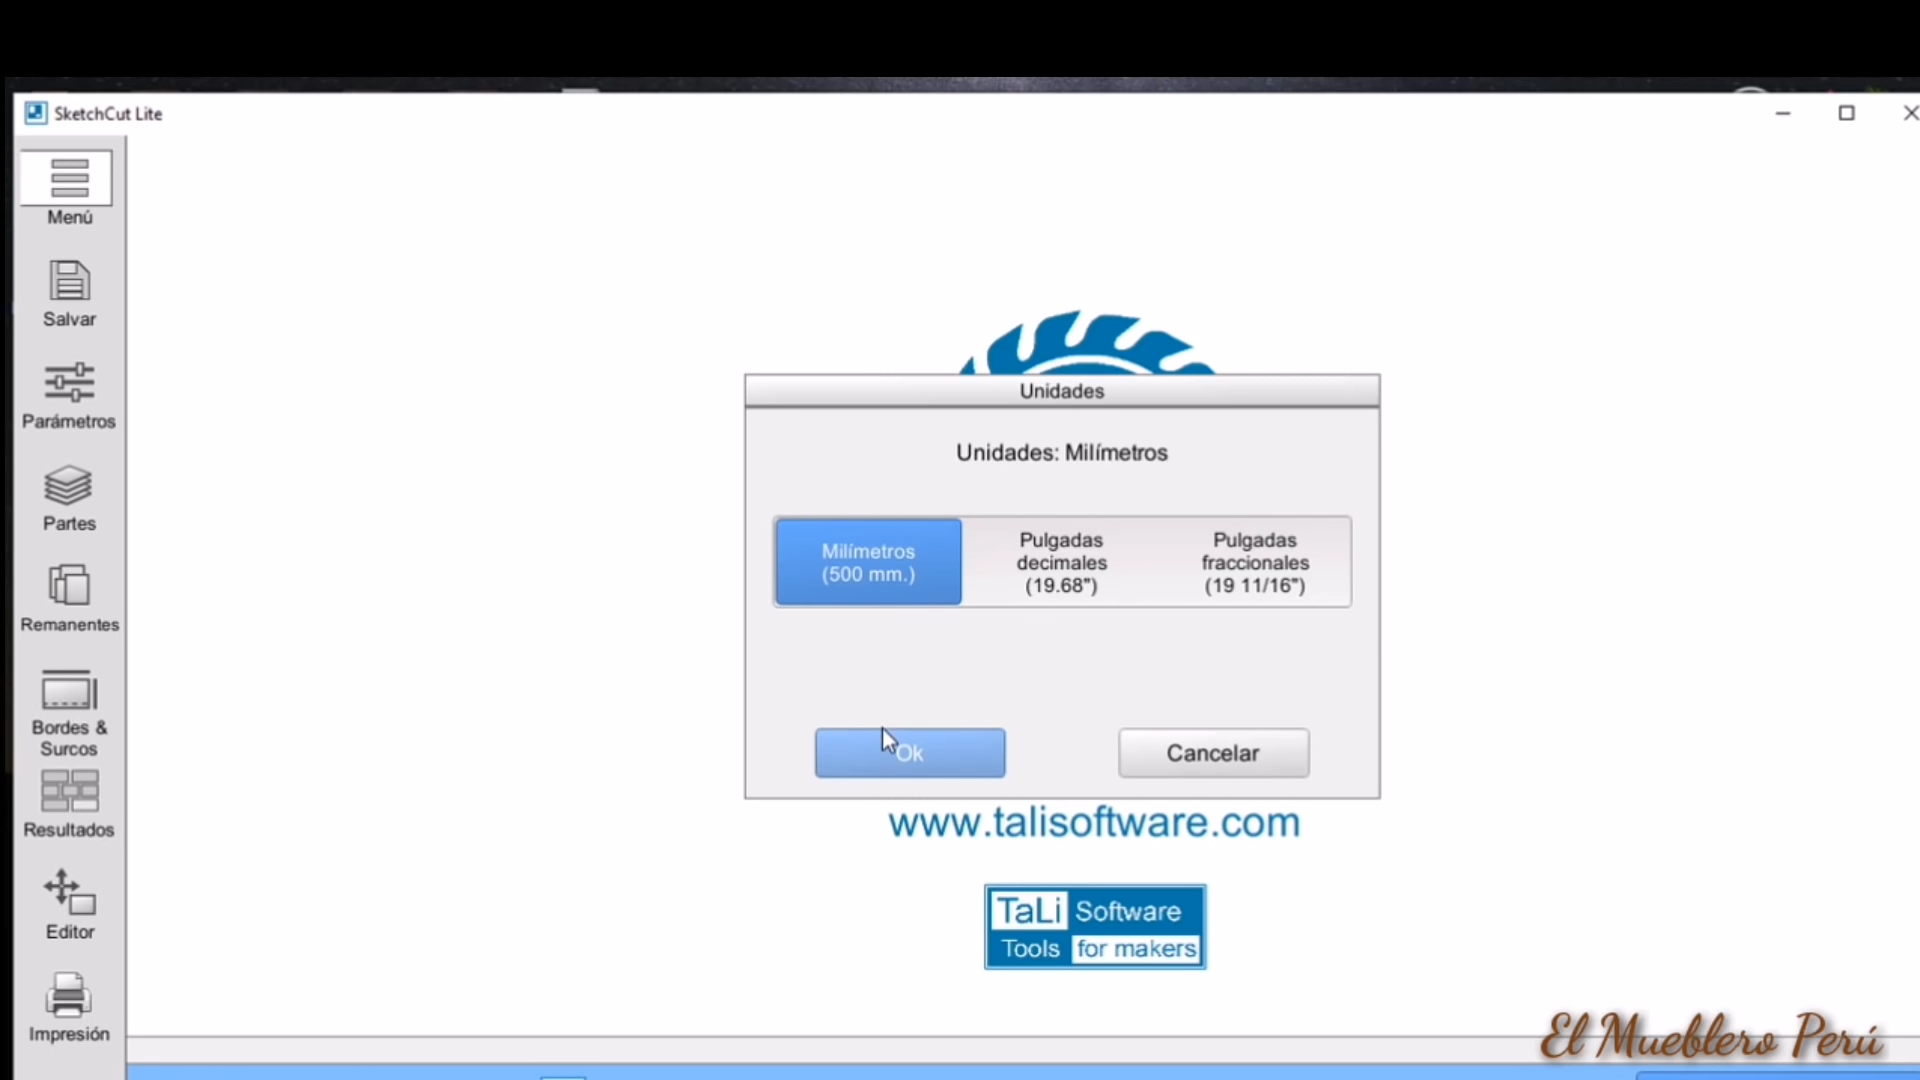 SketchCut Lite
Menú
Salvar
Parámetros
Partes
Remanentes
Bordes &
Surcos
Resultados
Editor
Impresión
Unidades
Unidades: Milímetros
Milímetros
(500 mm.)
Pulgadas
decimales
(19.68")
Pulgadas
fraccionales
(19 11/16")
Ok
Cancelar
www.talisoftware.com
TaLi Software
Tools for makers
El Mueblero Perú